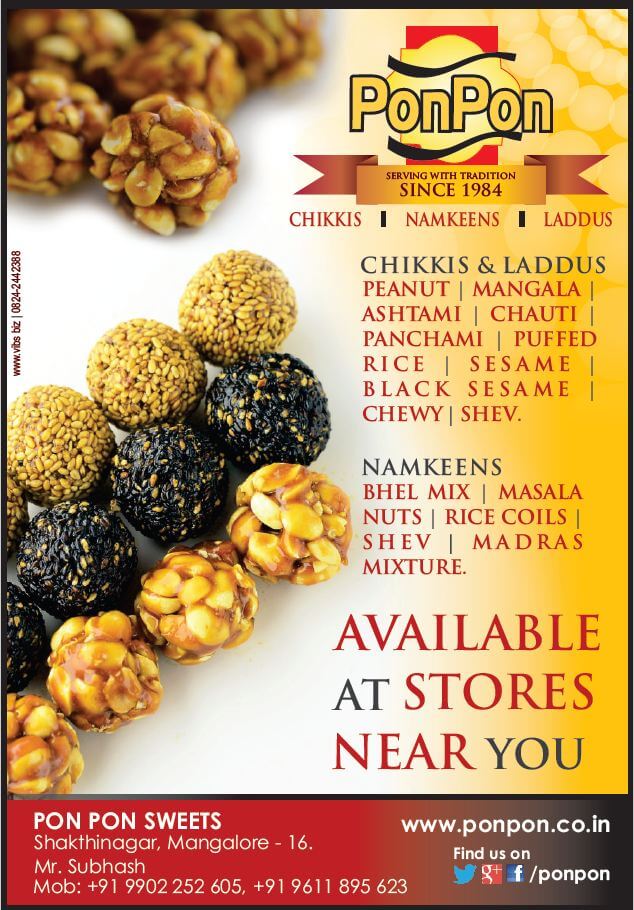 PonPon
SERVING WITH TRADITION
SINCE 1984
CHIKKIS | NAMKEENS | LADDUS
www.vibs biz | 0824-2442388
CHIKKIS & LADDUS
PEANUT | MANGALA |
ASHTAMI | CHAUTI |
PANCHAMI | PUFFED
RICE | SESAME |
BLACK SESAME |
CHEWY | SHEV.
NAMKEENS
BHEL MIX | MASALA
NUTS | RICE COILS |
SHEV | MADRAS
MIXTURE.
AVAILABLE
AT STORES
NEAR YOU
PON PON SWEETS
Shakthinagar, Mangalore - 16.
Mr. Subhash
Mob: +91 9902 252 605, +91 9611 895 623
www.ponpon.co.in
Find us on
g+ f /ponpon